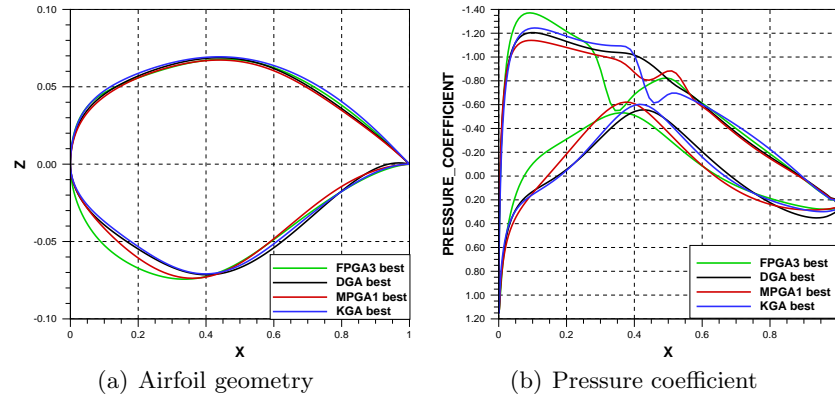 0.10
0.05
0.00
-0.05
-0.10
Z
0
0.2
0.4
0.6
0.8
1
X
FPGA3 best
DGA best
MPGA1 best
KGA best
(a) Airfoil geometry
-1.40
-1.20
-1.00
-0.80
-0.60
-0.40
-0.20
0.00
0.20
0.40
0.60
0.80
1.00
1.20
PRESSURE_COEFFICIENT
0
0.2
0.4
0.6
0.8
1
X
FPGA3 best
DGA best
MPGA1 best
KGA best
(b) Pressure coefficient